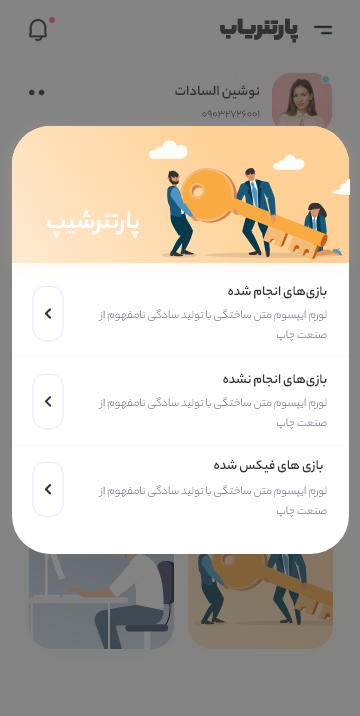 پارتنریاب
نوشین السادات
۰۹۰۳۲۷۲۶۰۰۱
پارتنرشیپ
بازی‌های انجام شده
لورم ایپسوم متن ساختگی با تولید سادگی نامفهوم از
صنعت چاپ
بازی‌های انجام نشده
لورم ایپسوم متن ساختگی با تولید سادگی نامفهوم از
صنعت چاپ
بازی های فیکس شده
لورم ایپسوم متن ساختگی با تولید سادگی نامفهوم از
صنعت چاپ